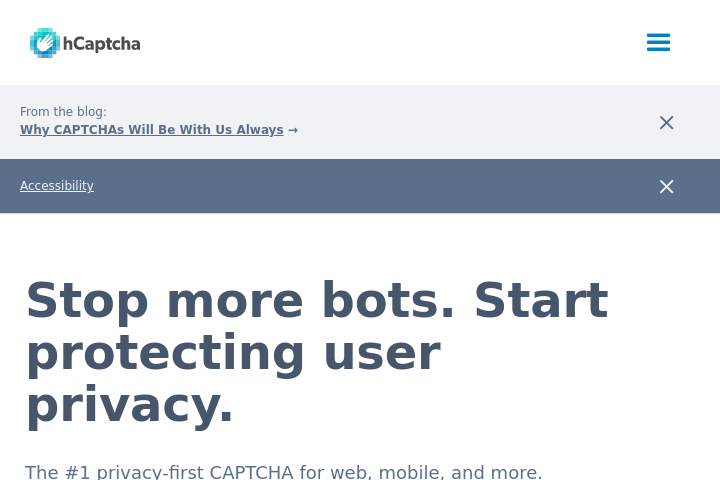 hCaptcha
From the blog:
Why CAPTCHAs Will Be With Us Always →
Accessibility
Stop more bots. Start
protecting user
privacy.
The #1 privacy-first CAPTCHA for web, mobile, and more.